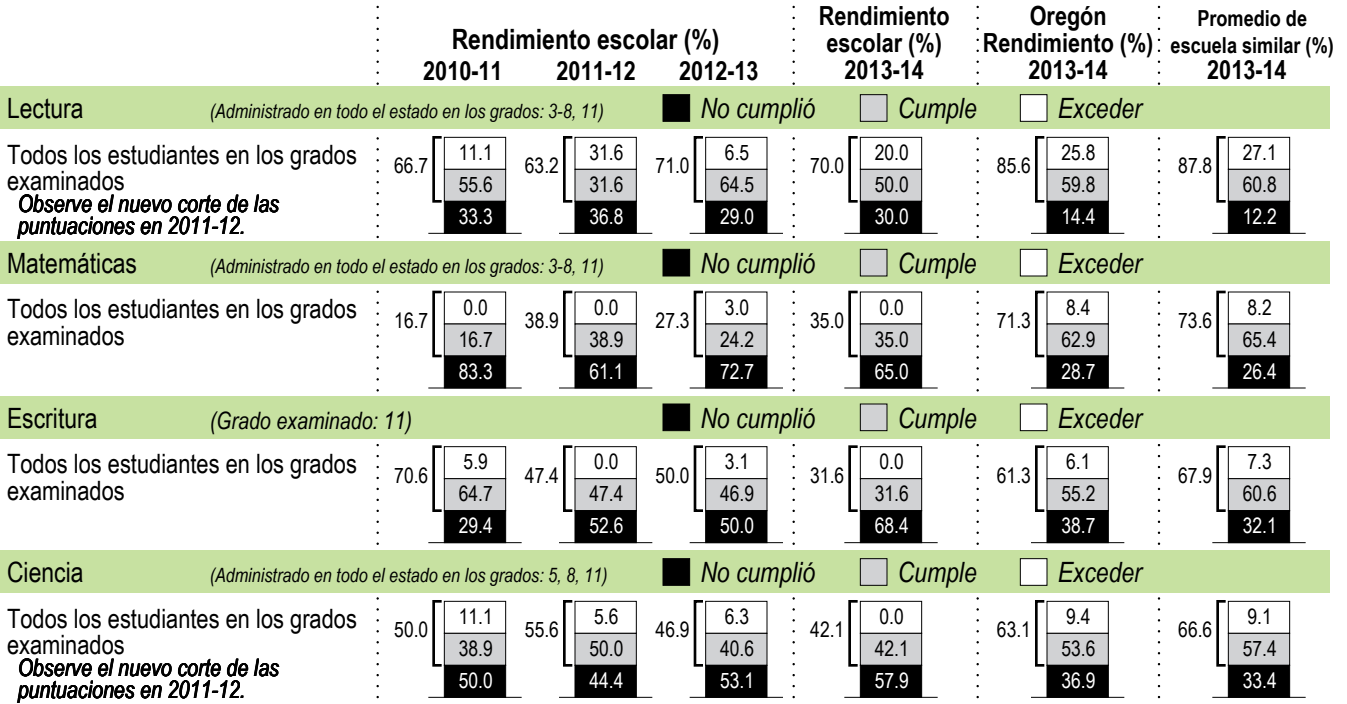 Rendimiento escolar (%)
2010-11 2011-12 2012-13
Rendimiento
escolar (%)
2013-14
Oregón
Rendimiento (%)
2013-14
Promedio de
escuela similar (%)
2013-14
Lectura (Administrado en todo el estado en los grados: 3-8, 11) No cumplió Cumple Exceder
Todos los estudiantes en los grados
examinados
Observe el nuevo corte de las
puntuaciones en 2011-12.
66.7 11.1 55.6 33.3
63.2 31.6 31.6 36.8
71.0 6.5 64.5 29.0
70.0 20.0 50.0 30.0
85.6 25.8 59.8 14.4
87.8 27.1 60.8 12.2
Matemáticas (Administrado en todo el estado en los grados: 3-8, 11) No cumplió Cumple Exceder
Todos los estudiantes en los grados
examinados
16.7 0.0 16.7 83.3
38.9 0.0 38.9 61.1
27.3 3.0 24.2 72.7
35.0 0.0 35.0 65.0
71.3 8.4 62.9 28.7
73.6 8.2 65.4 26.4
Escritura (Grado examinado: 11) No cumplió Cumple Exceder
Todos los estudiantes en los grados
examinados
70.6 5.9 64.7 29.4
47.4 0.0 47.4 52.6
50.0 3.1 46.9 50.0
31.6 0.0 31.6 68.4
61.3 6.1 55.2 38.7
67.9 7.3 60.6 32.1
Ciencia (Administrado en todo el estado en los grados: 5, 8, 11) No cumplió Cumple Exceder
Todos los estudiantes en los grados
examinados
Observe el nuevo corte de las
puntuaciones en 2011-12.
50.0 11.1 38.9 50.0
55.6 5.6 50.0 44.4
46.9 6.3 40.6 53.1
42.1 0.0 42.1 57.9
63.1 9.4 53.6 36.9
66.6 9.1 57.4 33.4